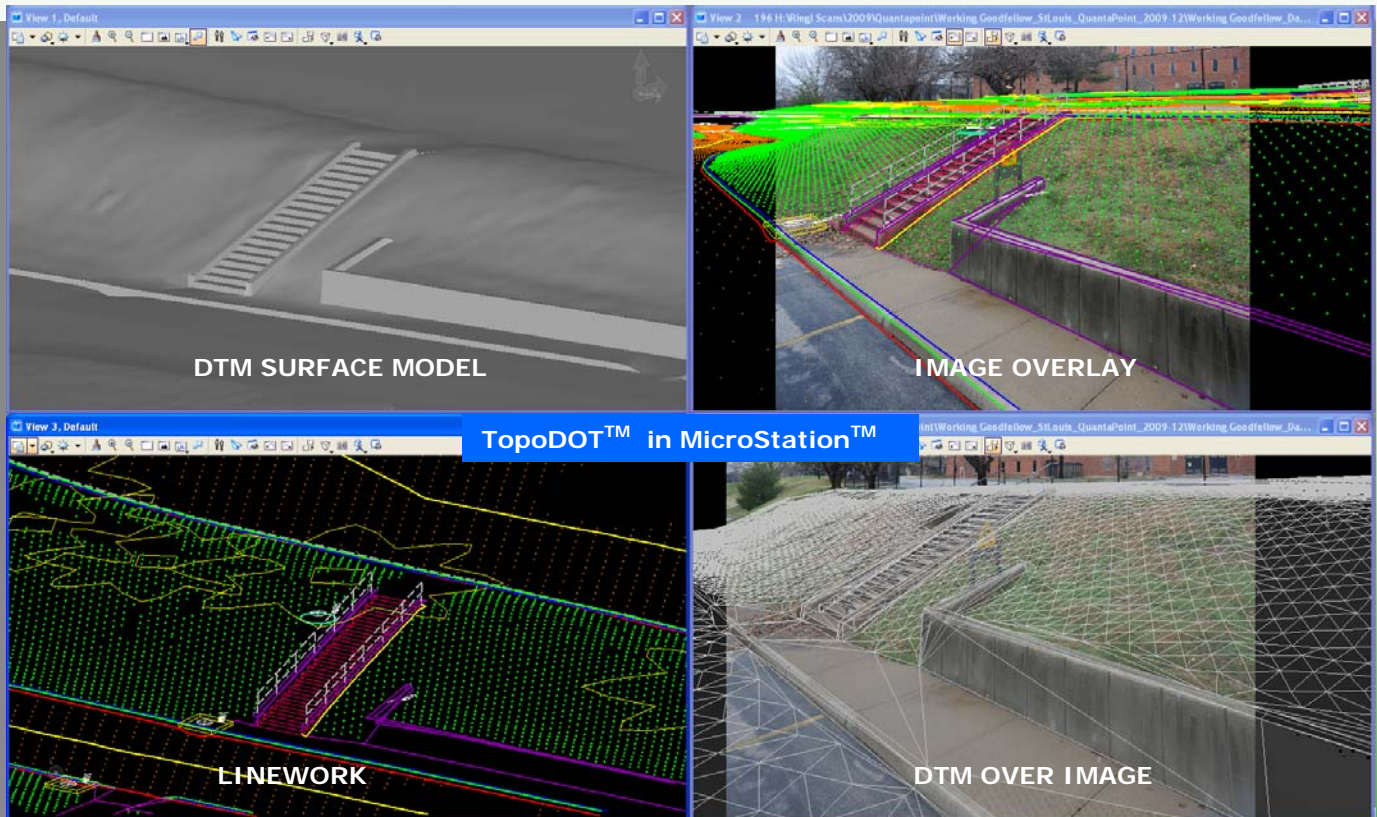 View 1, Default
View 2 196 H:\Riegl Scans\2009\Quantapoint\Working Goodfellow_StLouis_QuantaPoint_2009-12\Working Goodfellow_Da...
DTM SURFACE MODEL
IMAGE OVERLAY
View 3, Default
TopoDOT™ in MicroStation™
int\Working Goodfellow_StLouis_QuantaPoint_2009-12\Working Goodfellow_Da...
LINEWORK
DTM OVER IMAGE